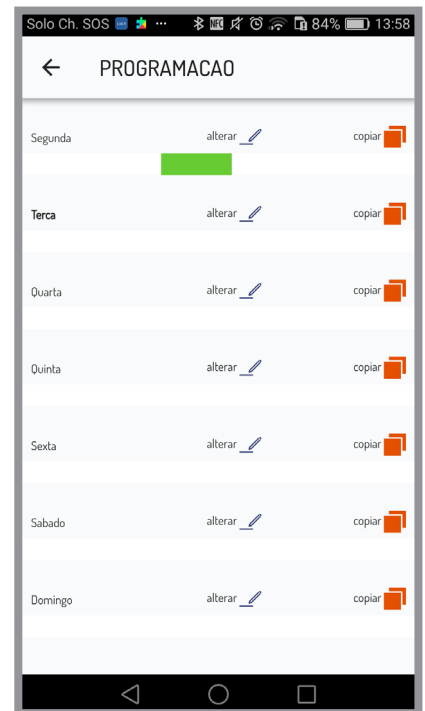 Solo Ch. SOS ... 84% 13:58
PROGRAMACAO
Segunda alterar copiar
Terca alterar copiar
Quarta alterar copiar
Quinta alterar copiar
Sexta alterar copiar
Sabado alterar copiar
Domingo alterar copiar